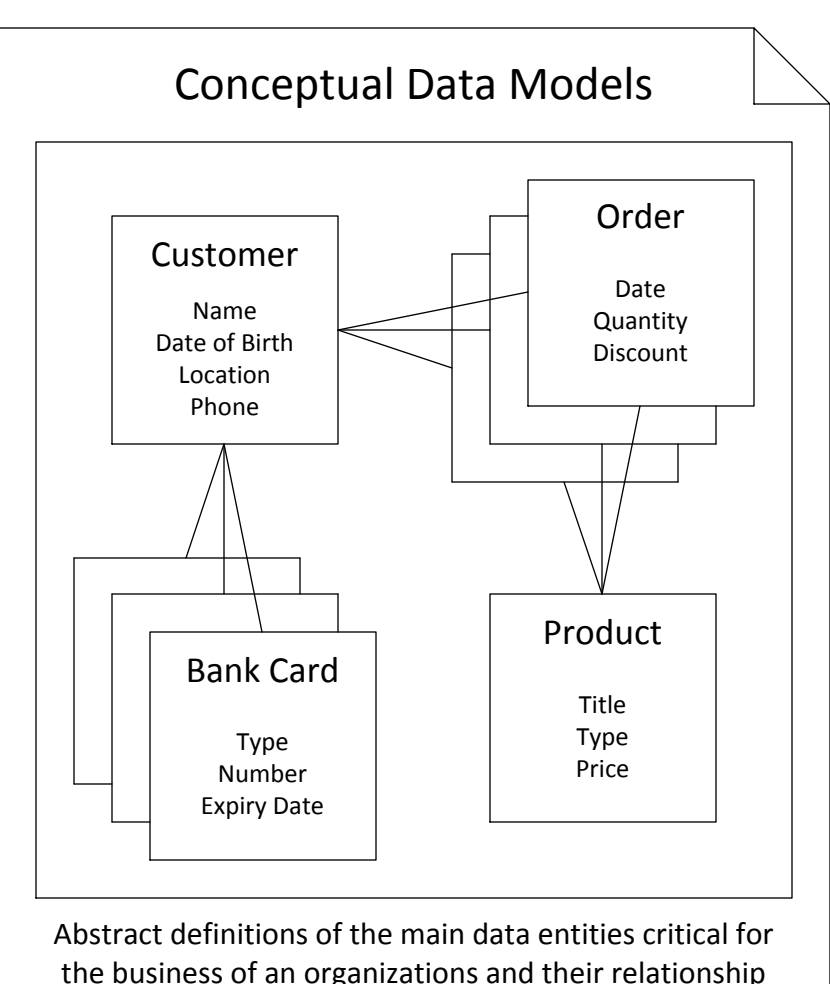 Conceptual Data Models
Customer
Name
Date of Birth
Location
Phone
Order
Date
Quantity
Discount
Bank Card
Type
Number
Expiry Date
Product
Title
Type
Price
Abstract definitions of the main data entities critical for
the business of an organizations and their relationship